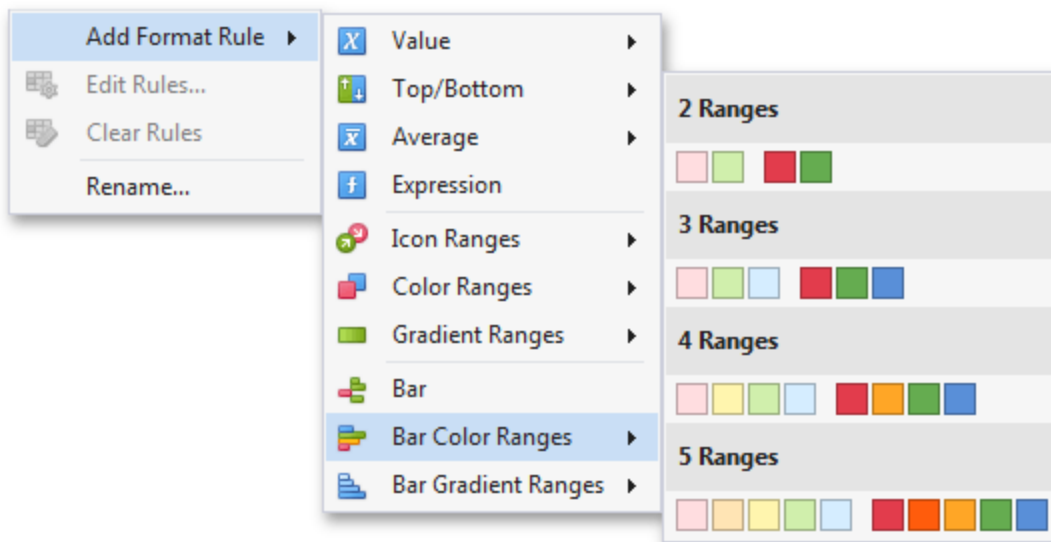 Add Format Rule
Edit Rules...
Clear Rules
Rename...
Value
Top/Bottom
Average
Expression
Icon Ranges
Color Ranges
Gradient Ranges
Bar
Bar Color Ranges
Bar Gradient Ranges
2 Ranges
3 Ranges
4 Ranges
5 Ranges